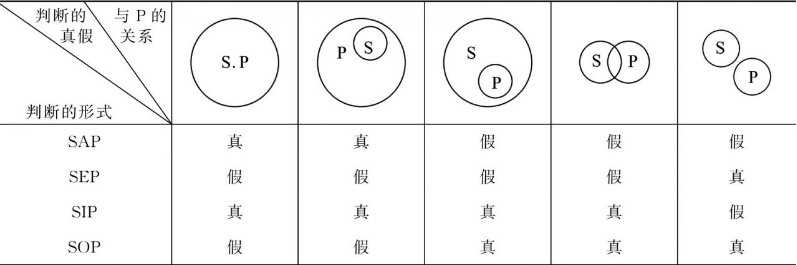 判断的真假 与 P 的关系
判断的形式
S.P
P S
S P
S P
S P
SAP 真 真 假 假 假
SEP 假 假 假 假 真
SIP 真 真 真 真 假
SOP 假 假 真 真 真